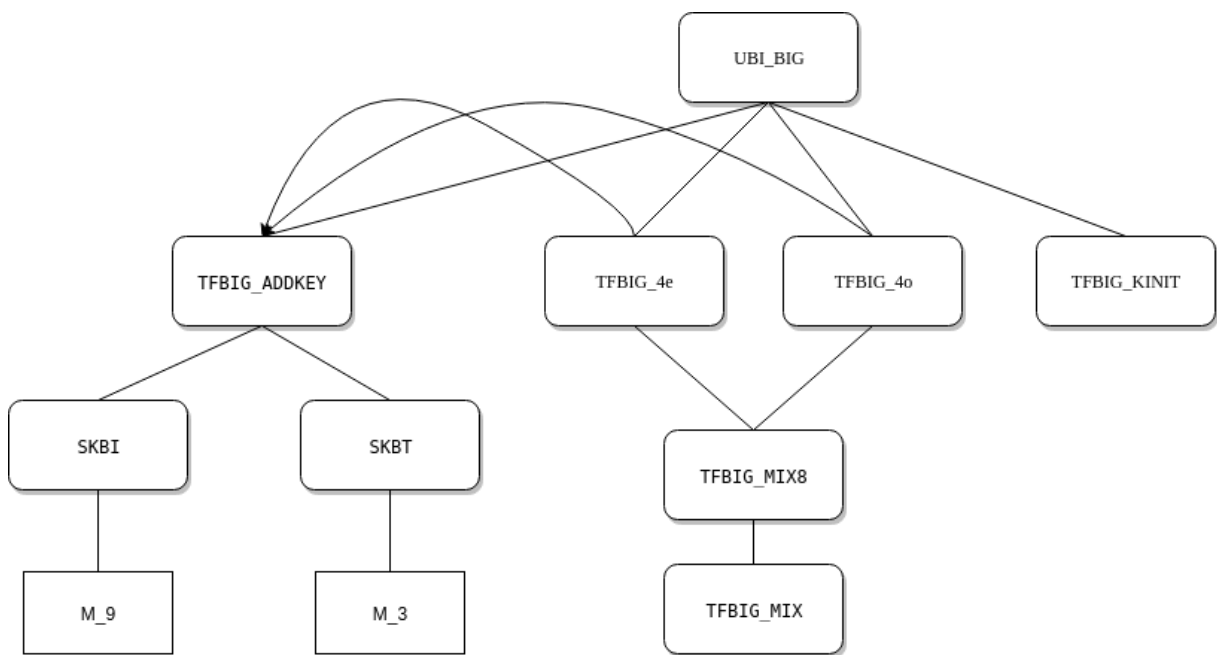 UBI_BIG
TFBIG_ADDKEY
TFBIG_4e
TFBIG_4o
TFBIG_KINIT
SKBI
SKBT
TFBIG_MIX8
M_9
M_3
TFBIG_MIX